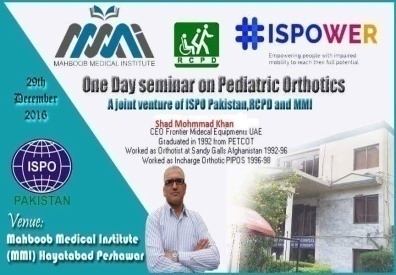 MMI
MAHBOOB MEDICAL INSTITUTE
RCPD
#ISPOWER
Empowering people with impaired
mobility to reach their full potential.
29th
December
2016
One Day seminar on Pediatric Orthotics
A joint venture of ISPO Pakistan,RCPD and MMI
Shad Mohmmad Khan
CEO Fronter Midecal Equipments UAE
Graduated in 1992 from PETCOT
Worked as Orthotist at Sandy Galls Afghanistan 1992-96
Worked as Incharge Orthotic PIPOS 1996-98
ISPO
PAKISTAN
Venue:
Mahboob Medical Institute
(MMI) Hayatabad Peshawar